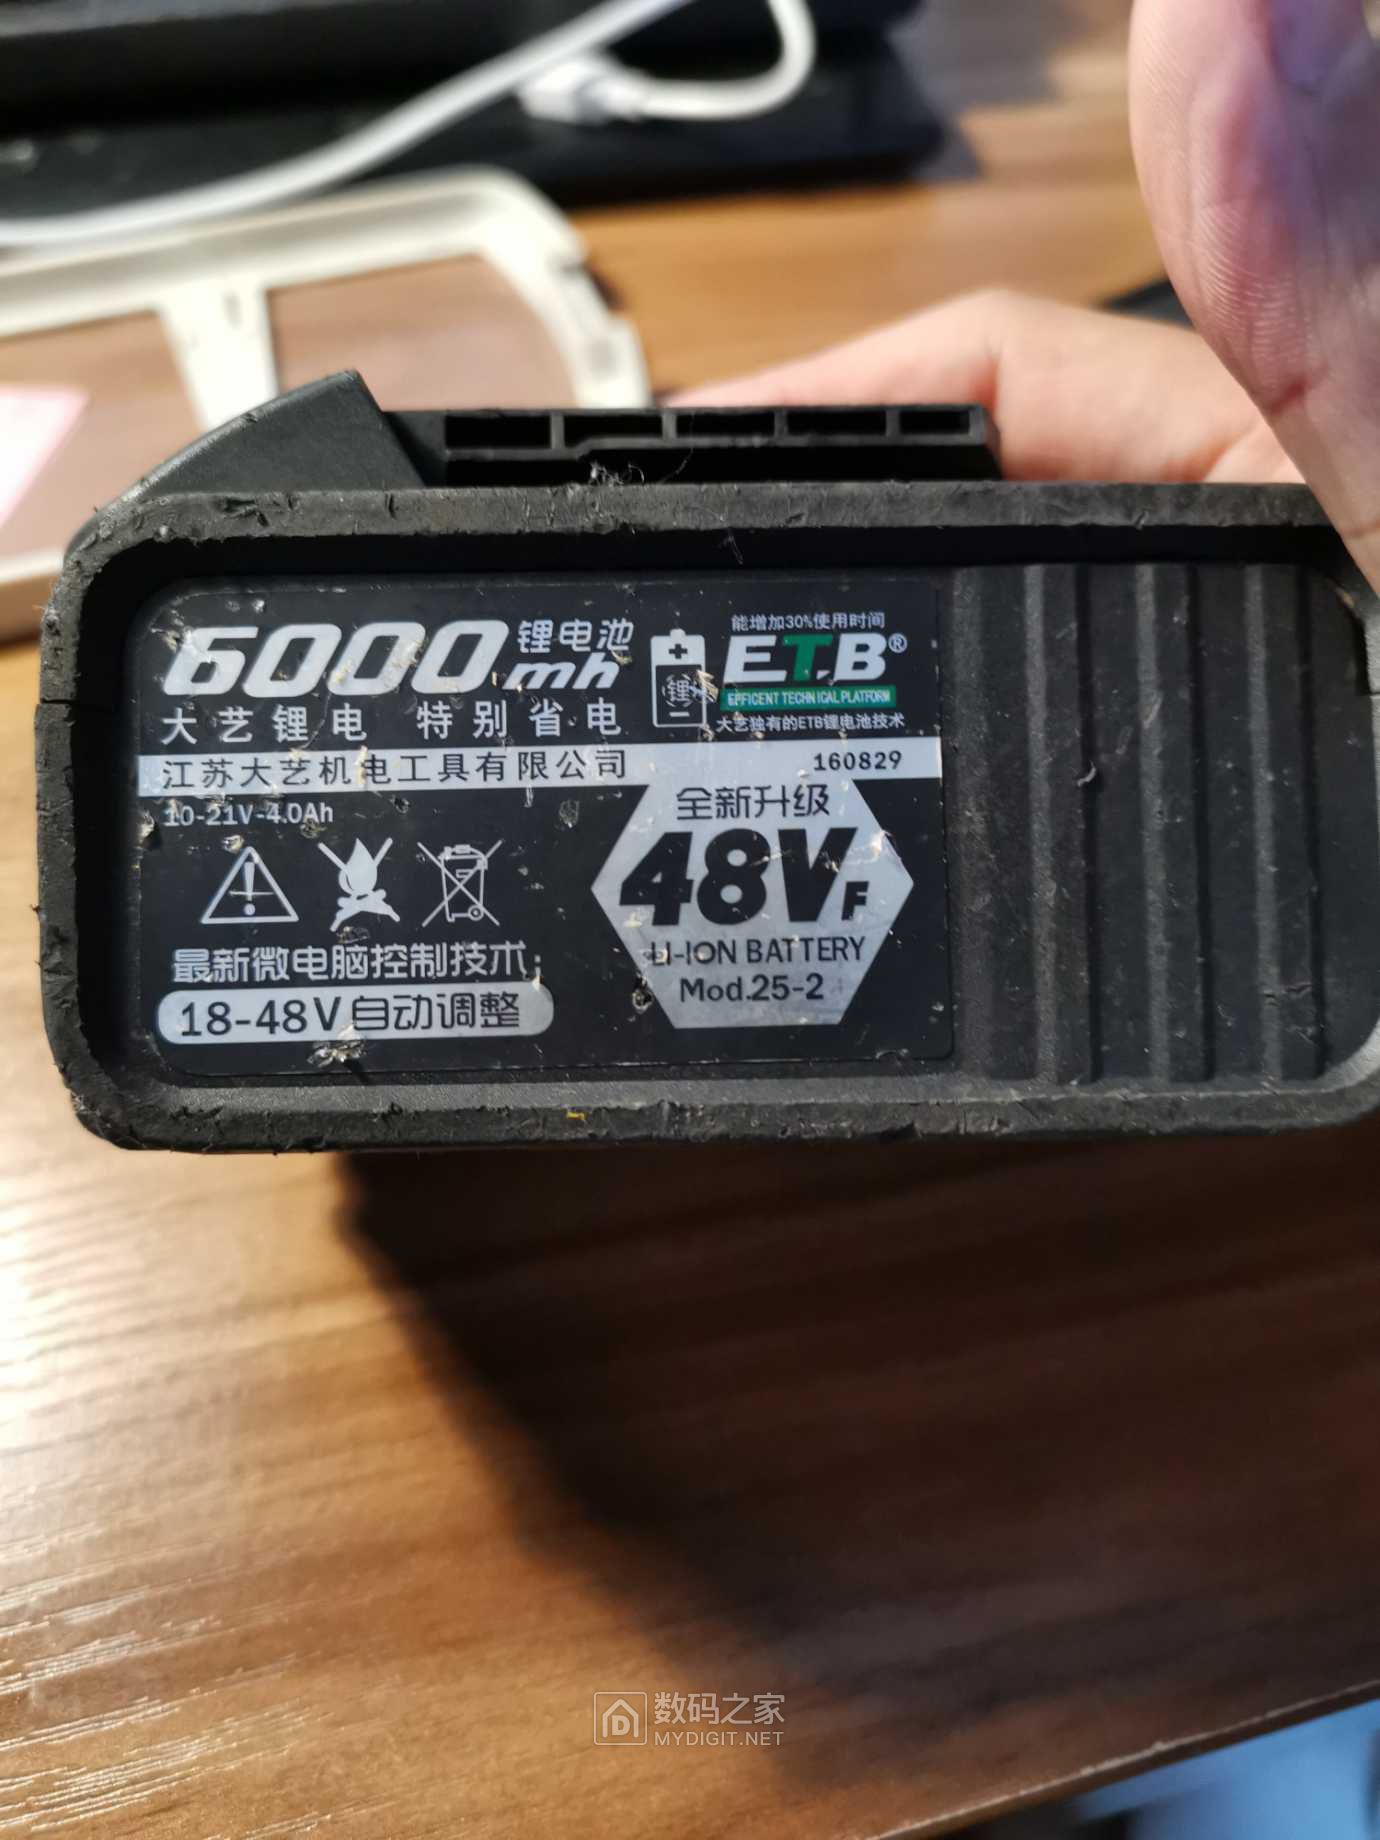 6000mh 锂电池
大艺锂电 特别省电
锂
能增加30%使用时间
ETB®
EFFICENT TECHNICAL PLATFORM
大艺独有的ETB锂电池技术
江苏大艺机电工具有限公司 160829
10-21V-4.0Ah
全新升级
48VF
LI-ION BATTERY
Mod.25-2
最新微电脑控制技术:
18-48V自动调整
数码之家
MYDIGIT.NET